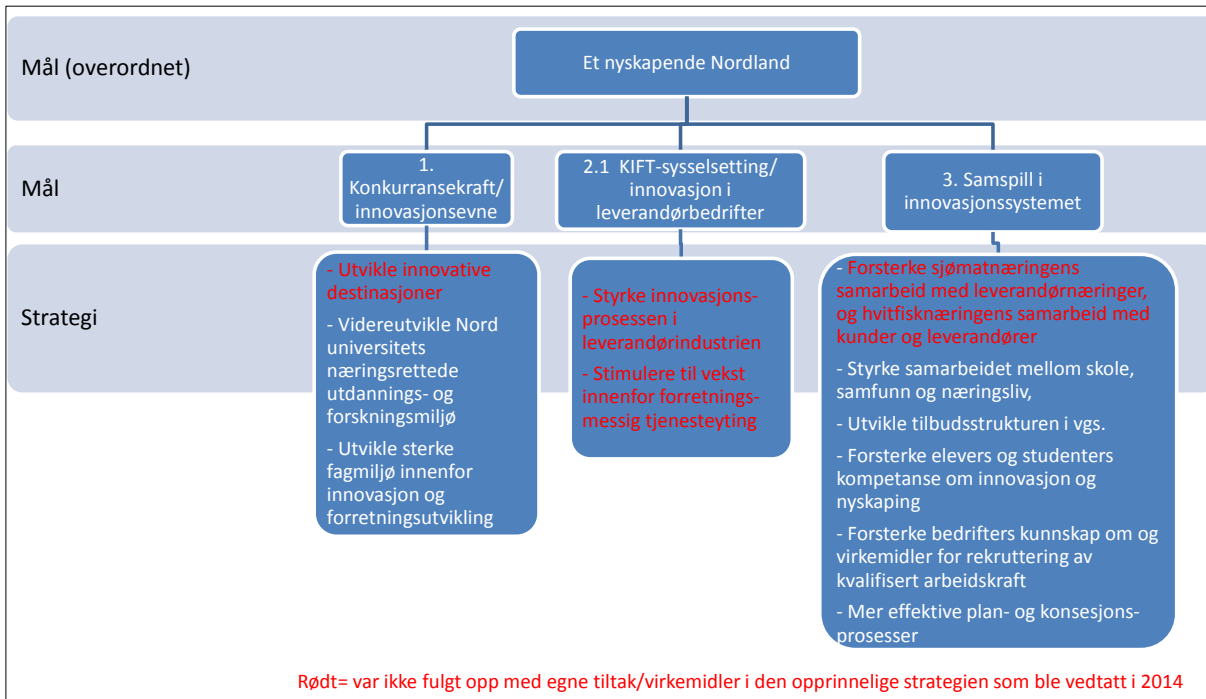 Mål (overordnet)
Et nyskapende Nordland
Mål
1.
Konkurransekraft/
innovasjonsevne
2.1 KIFT-sysselsetting/
innovasjon i
leverandørbedrifter
3. Samspill i
innovasjonssystemet
Strategi
- Utvikle innovative
destinasjoner
- Videreutvikle Nord
universitets
næringsrettede
utdannings- og
forskningsmiljø
- Utvikle sterke
fagmiljø innenfor
innovasjon og
forretningsutvikling
- Styrke innovasjons-
prosessen i
leverandørindustrien
- Stimulere til vekst
innenfor forretnings-
messig tjenesteyting
- Forsterke sjømatnæringens
samarbeid med leverandørnæringer,
og hvitfisknæringens samarbeid med
kunder og leverandører
- Styrke samarbeidet mellom skole,
samfunn og næringsliv,
- Utvikle tilbudsstrukturen i vgs.
- Forsterke elevers og studenters
kompetanse om innovasjon og
nyskaping
- Forsterke bedrifters kunnskap om og
virkemidler for rekruttering av
kvalifisert arbeidskraft
- Mer effektive plan- og konsesjons-
prosesser
Rødt= var ikke fulgt opp med egne tiltak/virkemidler i den opprinnelige strategien som ble vedtatt i 2014